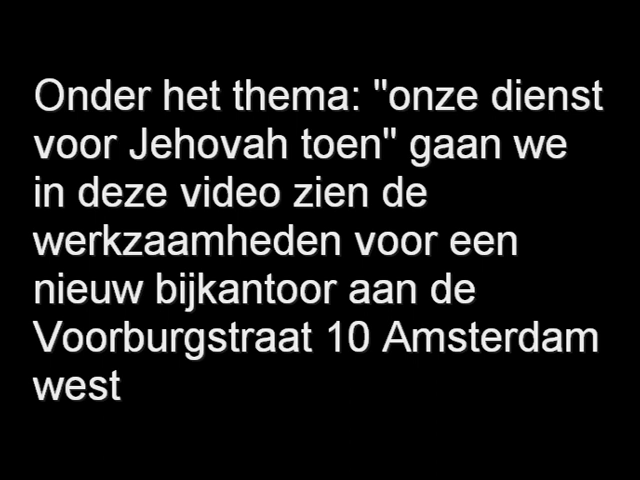 Onder het thema: "onze dienst
voor Jehovah toen" gaan we
in deze video zien de
werkzaamheden voor een
nieuw bijkantoor aan de
Voorburgstraat 10 Amsterdam
west